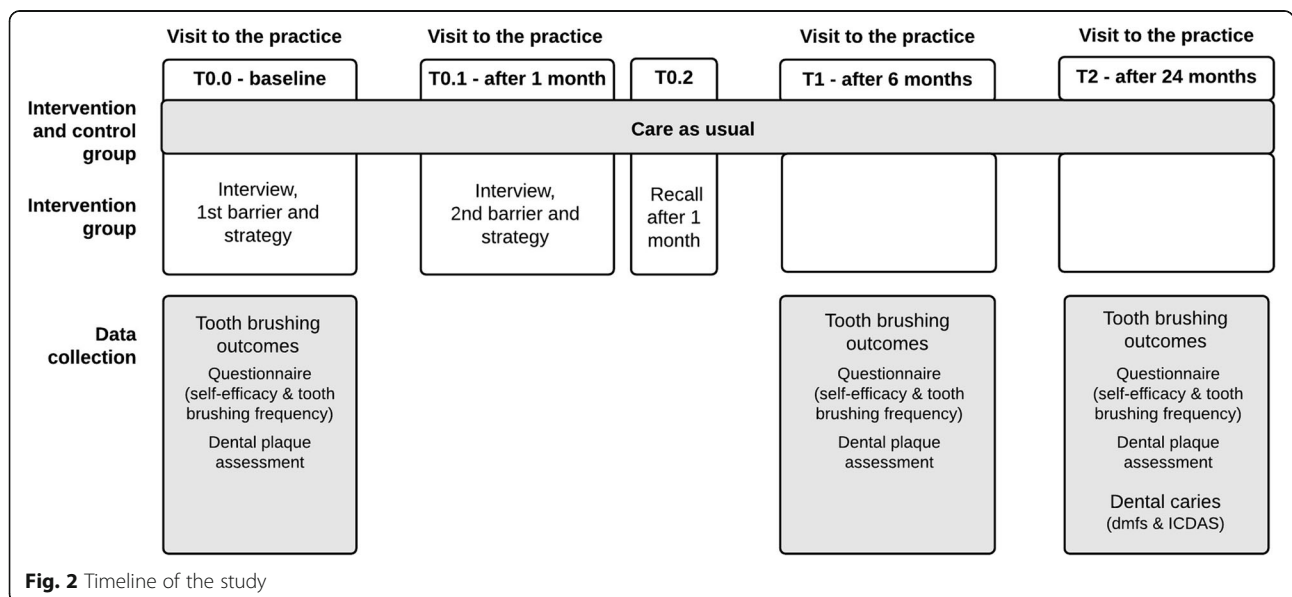 Visit to the practice
Visit to the practice
Visit to the practice
Visit to the practice
T0.0 - baseline
T0.1 - after 1 month
T0.2
T1 - after 6 months
T2 - after 24 months
Intervention
and control
group
Care as usual
Intervention
group
Interview,
1st barrier and
strategy
Interview,
2nd barrier and
strategy
Recall
after 1
month
Data
collection
Tooth brushing
outcomes
Questionnaire
(self-efficacy & tooth
brushing frequency)
Dental plaque
assessment
Tooth brushing
outcomes
Questionnaire
(self-efficacy & tooth
brushing frequency)
Dental plaque
assessment
Tooth brushing
outcomes
Questionnaire
(self-efficacy & tooth
brushing frequency)
Dental plaque
assessment
Dental caries
(dmfs & ICDAS)
Fig. 2 Timeline of the study